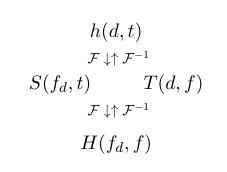 h(d, t)
ℱ ↓↑ ℱ⁻¹
S(f_d, t) T(d, f)
ℱ ↓↑ ℱ⁻¹
H(f_d, f)